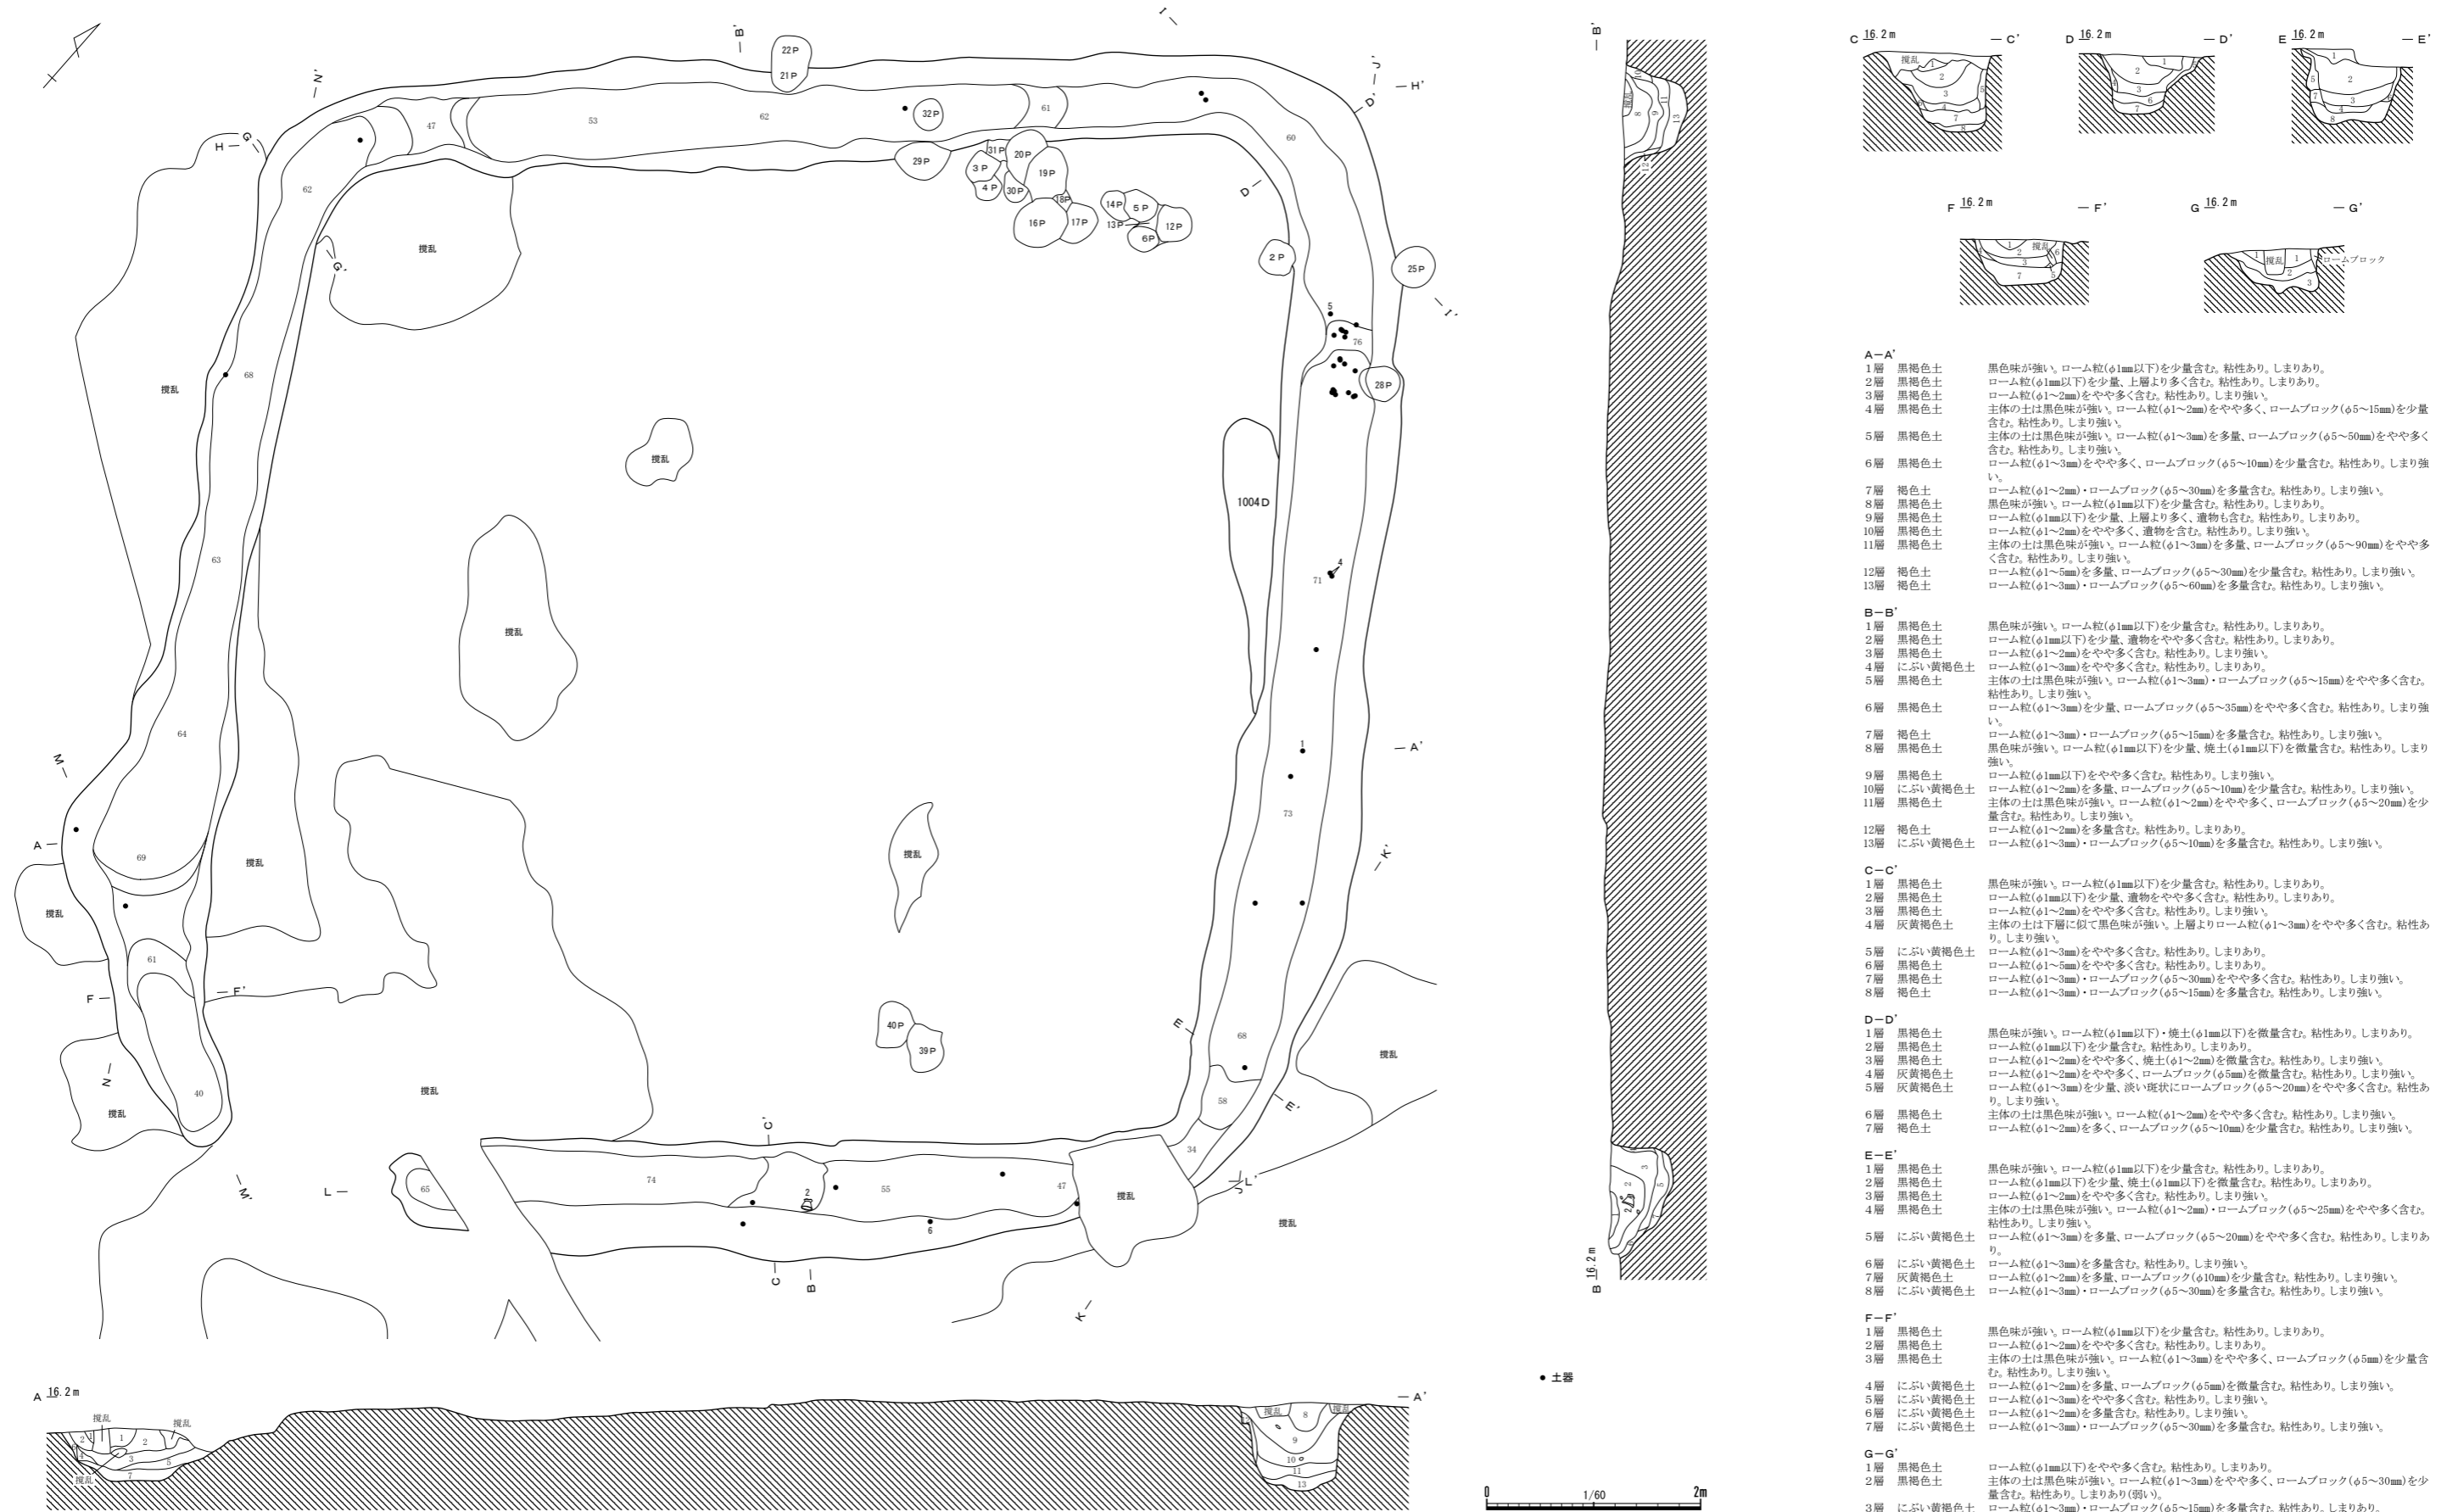 22P
21P
32P
29P
31P
20P
3P
19P
4P
30P
18P
16P
17P
14P
5P
13P
12P
6P
2P
25P
28P
47
53
62
61
60
62
68
63
64
69
61
40
76
71
73
68
58
34
74
55
47
65
5
4
1
2
6
1004D
40P
39P
撹乱
撹乱
撹乱
撹乱
撹乱
撹乱
撹乱
撹乱
撹乱
撹乱
撹乱
撹乱
A
A'
B
B'
C
C'
D
D'
E
E'
F
F'
G
G'
H
H'
I
I'
J
J'
K
K'
L
L'
M
M'
N
N'
B'
B 16.2m
A 16.2m
A'
C 16.2m C'
D 16.2m D'
E 16.2m E'
F 16.2m F'
G 16.2m G'
ロームブロック
● 土器
0 1/60 2m
A-A'
1層 黒褐色土 黒色味が強い。ローム粒(φ1㎜以下)を少量含む。粘性あり。しまりあり。
2層 黒褐色土 ローム粒(φ1㎜以下)を少量、上層より多く含む。粘性あり。しまりあり。
3層 黒褐色土 ローム粒(φ1～2㎜)をやや多く含む。粘性あり。しまり強い。
4層 黒褐色土 主体の土は黒色味が強い。ローム粒(φ1～2㎜)をやや多く、ロームブロック(φ5～15㎜)を少量
含む。粘性あり。しまり強い。
5層 黒褐色土 主体の土は黒色味が強い。ローム粒(φ1～3㎜)を多量、ロームブロック(φ5～50㎜)をやや多く
含む。粘性あり。しまり強い。
6層 黒褐色土 ローム粒(φ1～3㎜)をやや多く、ロームブロック(φ5～10㎜)を少量含む。粘性あり。しまり強
い。
7層 褐色土 ローム粒(φ1～2㎜)・ロームブロック(φ5～30㎜)を多量含む。粘性あり。しまり強い。
8層 黒褐色土 黒色味が強い。ローム粒(φ1㎜以下)を少量含む。粘性あり。しまりあり。
9層 黒褐色土 ローム粒(φ1㎜以下)を少量、上層より多く、遺物も含む。粘性あり。しまりあり。
10層 黒褐色土 ローム粒(φ1～2㎜)をやや多く、遺物を含む。粘性あり。しまり強い。
11層 黒褐色土 主体の土は黒色味が強い。ローム粒(φ1～3㎜)を多量、ロームブロック(φ5～90㎜)をやや多
く含む。粘性あり。しまり強い。
12層 褐色土 ローム粒(φ1～5㎜)を多量、ロームブロック(φ5～30㎜)を少量含む。粘性あり。しまり強い。
13層 褐色土 ローム粒(φ1～3㎜)・ロームブロック(φ5～60㎜)を多量含む。粘性あり。しまり強い。
B-B'
1層 黒褐色土 黒色味が強い。ローム粒(φ1㎜以下)を少量含む。粘性あり。しまりあり。
2層 黒褐色土 ローム粒(φ1㎜以下)を少量、遺物をやや多く含む。粘性あり。しまりあり。
3層 黒褐色土 ローム粒(φ1～2㎜)をやや多く含む。粘性あり。しまり強い。
4層 にぶい黄褐色土 ローム粒(φ1～3㎜)をやや多く含む。粘性あり。しまりあり。
5層 黒褐色土 主体の土は黒色味が強い。ローム粒(φ1～3㎜)・ロームブロック(φ5～15㎜)をやや多く含む。
粘性あり。しまり強い。
6層 黒褐色土 ローム粒(φ1～3㎜)を少量、ロームブロック(φ5～35㎜)をやや多く含む。粘性あり。しまり強
い。
7層 褐色土 ローム粒(φ1～3㎜)・ロームブロック(φ5～15㎜)を多量含む。粘性あり。しまり強い。
8層 黒褐色土 黒色味が強い。ローム粒(φ1㎜以下)を少量、焼土(φ1㎜以下)を微量含む。粘性あり。しまり
強い。
9層 黒褐色土 ローム粒(φ1㎜以下)をやや多く含む。粘性あり。しまり強い。
10層 にぶい黄褐色土 ローム粒(φ1～2㎜)を多量、ロームブロック(φ5～10㎜)を少量含む。粘性あり。しまり強い。
11層 黒褐色土 主体の土は黒色味が強い。ローム粒(φ1～2㎜)をやや多く、ロームブロック(φ5～20㎜)を少
量含む。粘性あり。しまり強い。
12層 褐色土 ローム粒(φ1～2㎜)を多量含む。粘性あり。しまりあり。
13層 にぶい黄褐色土 ローム粒(φ1～3㎜)・ロームブロック(φ5～10㎜)を多量含む。粘性あり。しまり強い。
C-C'
1層 黒褐色土 黒色味が強い。ローム粒(φ1㎜以下)を少量含む。粘性あり。しまりあり。
2層 黒褐色土 ローム粒(φ1㎜以下)を少量、遺物をやや多く含む。粘性あり。しまりあり。
3層 黒褐色土 ローム粒(φ1～2㎜)をやや多く含む。粘性あり。しまり強い。
4層 灰黄褐色土 主体の土は下層に似て黒色味が強い。上層よりローム粒(φ1～3㎜)をやや多く含む。粘性あ
り。しまり強い。
5層 にぶい黄褐色土 ローム粒(φ1～3㎜)をやや多く含む。粘性あり。しまりあり。
6層 黒褐色土 ローム粒(φ1～5㎜)をやや多く含む。粘性あり。しまりあり。
7層 黒褐色土 ローム粒(φ1～3㎜)・ロームブロック(φ5～30㎜)をやや多く含む。粘性あり。しまり強い。
8層 褐色土 ローム粒(φ1～3㎜)・ロームブロック(φ5～15㎜)を多量含む。粘性あり。しまり強い。
D-D'
1層 黒褐色土 黒色味が強い。ローム粒(φ1㎜以下)・焼土(φ1㎜以下)を微量含む。粘性あり。しまりあり。
2層 黒褐色土 ローム粒(φ1㎜以下)を少量含む。粘性あり。しまりあり。
3層 黒褐色土 ローム粒(φ1～2㎜)をやや多く、焼土(φ1～2㎜)を微量含む。粘性あり。しまり強い。
4層 灰黄褐色土 ローム粒(φ1～2㎜)をやや多く、ロームブロック(φ5㎜)を微量含む。粘性あり。しまり強い。
5層 灰黄褐色土 ローム粒(φ1～3㎜)を少量、淡い斑状にロームブロック(φ5～20㎜)をやや多く含む。粘性あ
り。しまり強い。
6層 黒褐色土 主体の土は黒色味が強い。ローム粒(φ1～2㎜)をやや多く含む。粘性あり。しまり強い。
7層 褐色土 ローム粒(φ1～2㎜)を多く、ロームブロック(φ5～10㎜)を少量含む。粘性あり。しまり強い。
E-E'
1層 黒褐色土 黒色味が強い。ローム粒(φ1㎜以下)を少量含む。粘性あり。しまりあり。
2層 黒褐色土 ローム粒(φ1㎜以下)を少量、焼土(φ1㎜以下)を微量含む。粘性あり。しまりあり。
3層 黒褐色土 ローム粒(φ1～2㎜)をやや多く含む。粘性あり。しまり強い。
4層 黒褐色土 主体の土は黒色味が強い。ローム粒(φ1～2㎜)・ロームブロック(φ5～25㎜)をやや多く含む。
粘性あり。しまり強い。
5層 にぶい黄褐色土 ローム粒(φ1～3㎜)を多量、ロームブロック(φ5～20㎜)をやや多く含む。粘性あり。しまりあ
り。
6層 にぶい黄褐色土 ローム粒(φ1～3㎜)を多量含む。粘性あり。しまり強い。
7層 灰黄褐色土 ローム粒(φ1～2㎜)を多量、ロームブロック(φ10㎜)を少量含む。粘性あり。しまり強い。
8層 にぶい黄褐色土 ローム粒(φ1～3㎜)・ロームブロック(φ5～30㎜)を多量含む。粘性あり。しまり強い。
F-F'
1層 黒褐色土 黒色味が強い。ローム粒(φ1㎜以下)を少量含む。粘性あり。しまりあり。
2層 黒褐色土 ローム粒(φ1～2㎜)をやや多く含む。粘性あり。しまりあり。
3層 黒褐色土 主体の土は黒色味が強い。ローム粒(φ1～3㎜)をやや多く、ロームブロック(φ5㎜)を少量含
む。粘性あり。しまり強い。
4層 にぶい黄褐色土 ローム粒(φ1～2㎜)を多量、ロームブロック(φ5㎜)を微量含む。粘性あり。しまり強い。
5層 にぶい黄褐色土 ローム粒(φ1～3㎜)をやや多く含む。粘性あり。しまり強い。
6層 にぶい黄褐色土 ローム粒(φ1～2㎜)を多量含む。粘性あり。しまり強い。
7層 にぶい黄褐色土 ローム粒(φ1～3㎜)・ロームブロック(φ5～30㎜)を多量含む。粘性あり。しまり強い。
G-G'
1層 黒褐色土 ローム粒(φ1㎜以下)をやや多く含む。粘性あり。しまりあり。
2層 黒褐色土 主体の土は黒色味が強い。ローム粒(φ1～3㎜)をやや多く、ロームブロック(φ5～30㎜)を少
量含む。粘性あり。しまりあり(弱い)。
3層 にぶい黄褐色土 ローム粒(φ1～3㎜)・ロームブロック(φ5～15㎜)を多量含む。粘性あり。しまりあり。